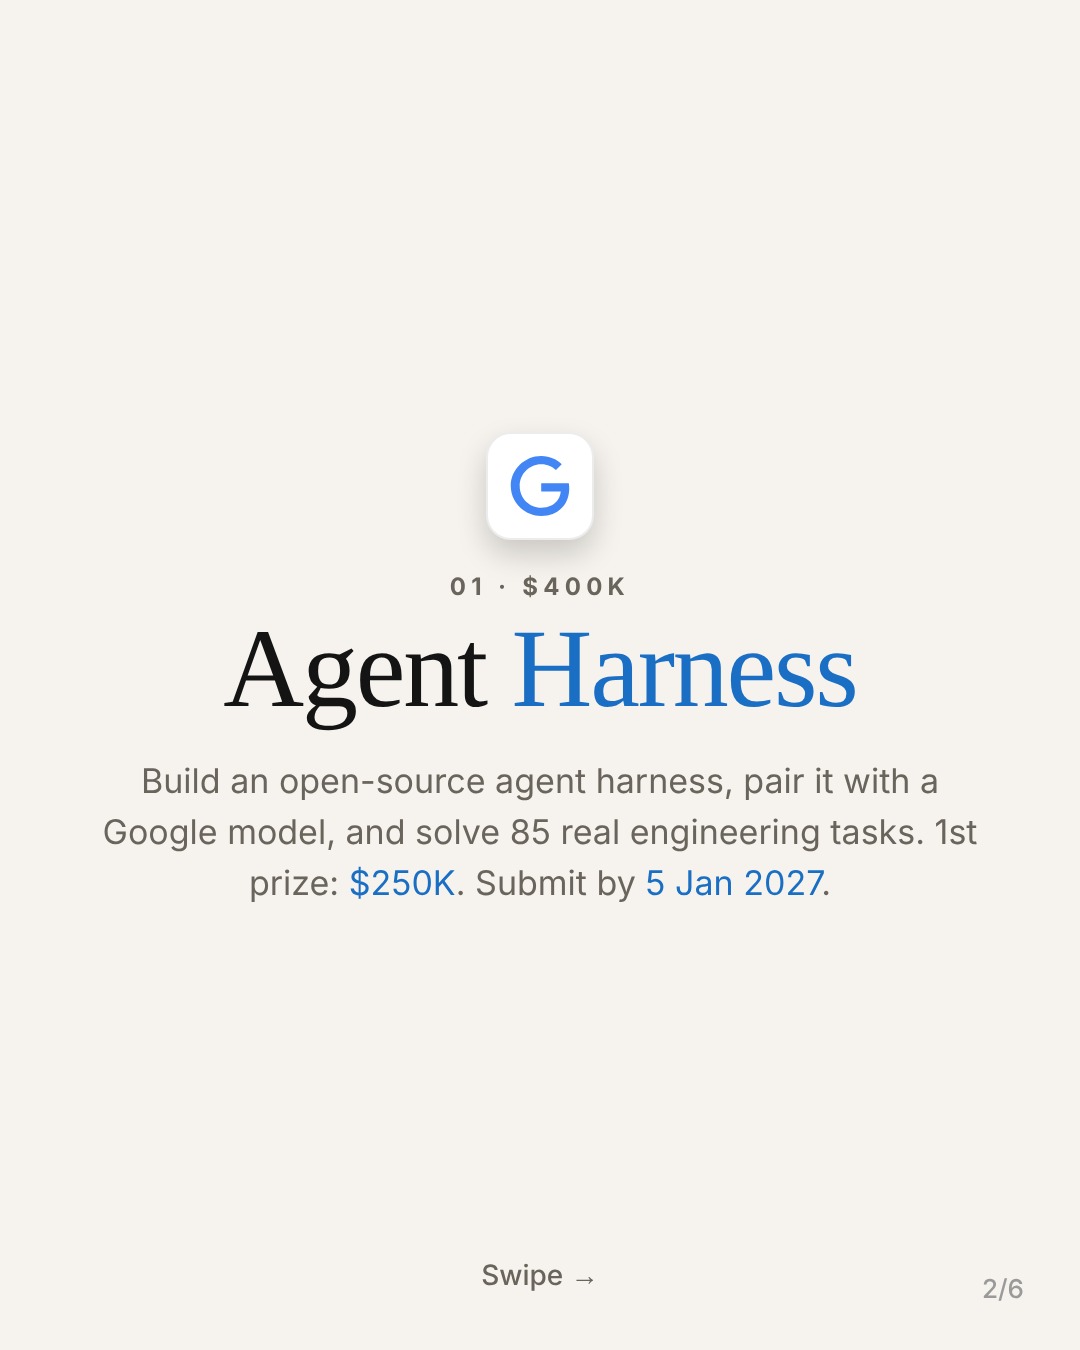 G
01 · $400K
Agent Harness
Build an open-source agent harness, pair it with a
Google model, and solve 85 real engineering tasks. 1st
prize: $250K. Submit by 5 Jan 2027.
Swipe →
2/6